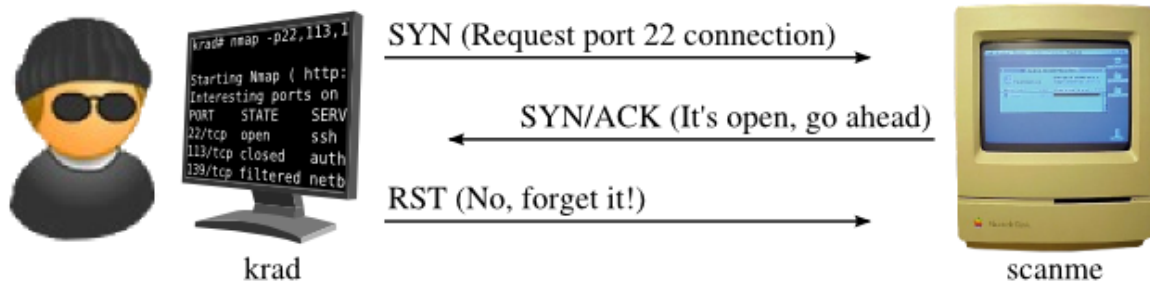 krad# nmap -p22,113,1
Starting Nmap ( http:
Interesting ports on
PORT STATE SERV
22/tcp open ssh
113/tcp closed auth
139/tcp filtered netb
SYN (Request port 22 connection)
SYN/ACK (It's open, go ahead)
RST (No, forget it!)
krad
scanme